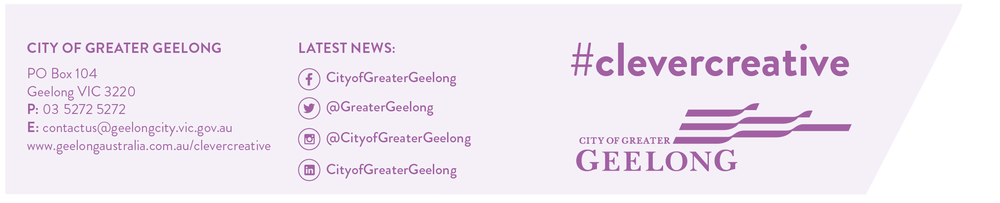 CITY OF GREATER GEELONG
PO Box 104
Geelong VIC 3220
P: 03 5272 5272
E: contactus@geelongcity.vic.gov.au
www.geelongaustralia.com.au/clevercreative
LATEST NEWS:
CityofGreaterGeelong
@GreaterGeelong
@CityofGreaterGeelong
CityofGreaterGeelong
#clevercreative
CITY OF GREATER
GEELONG